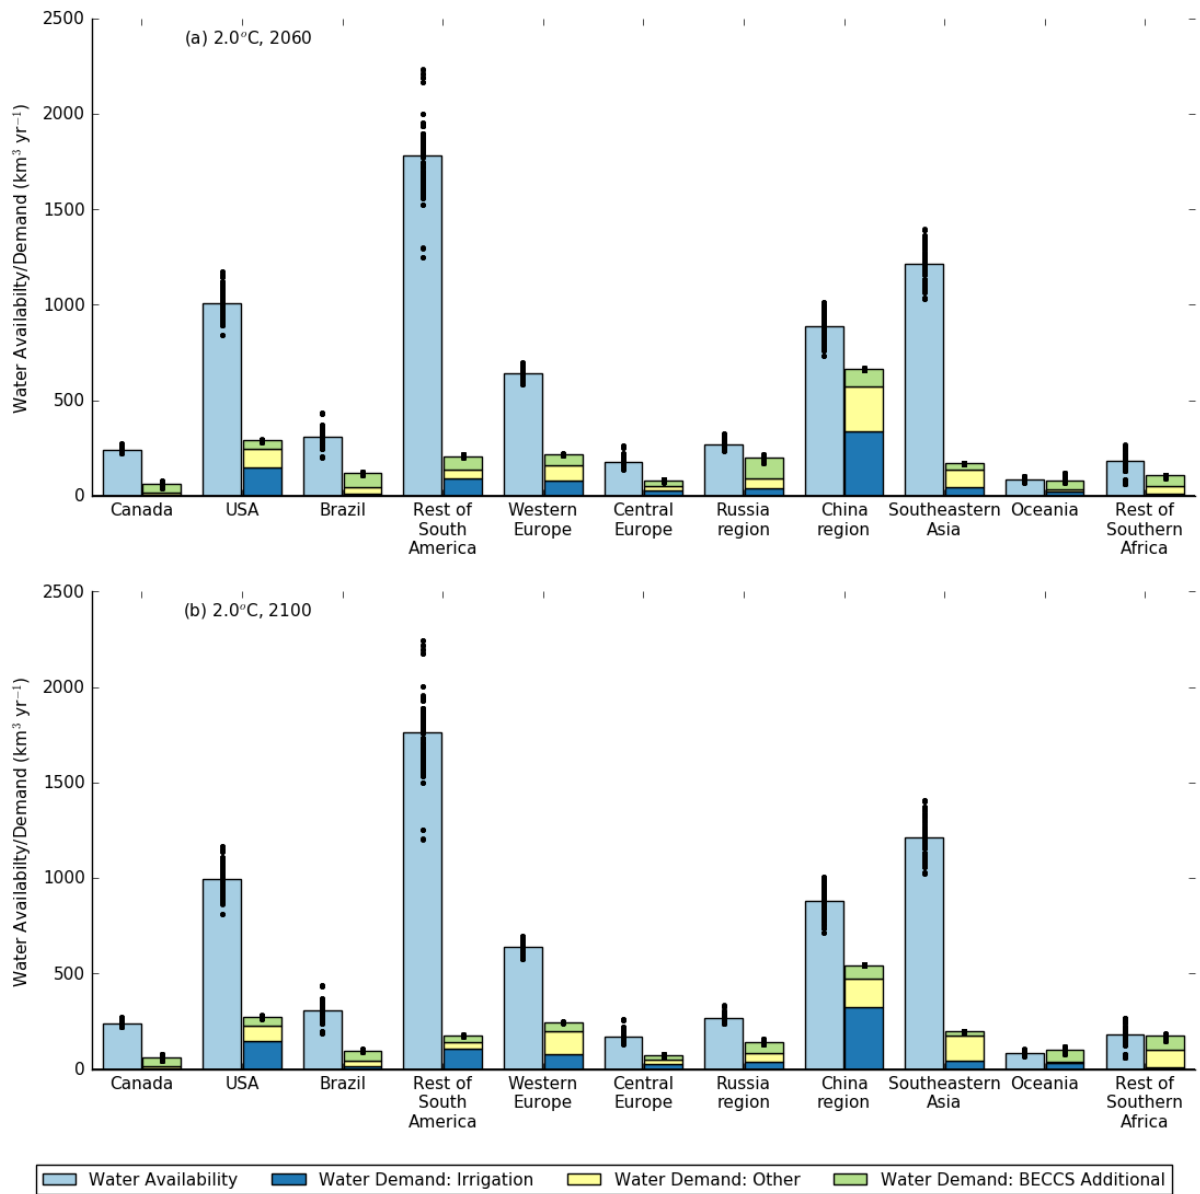 (a) 2.0°C, 2060
Water Availabilty/Demand (km³ yr⁻¹)
2500
2000
1500
1000
500
0
Canada
USA
Brazil
Rest of
South
America
Western
Europe
Central
Europe
Russia
region
China
region
Southeastern
Asia
Oceania
Rest of
Southern
Africa
(b) 2.0°C, 2100
Water Availabilty/Demand (km³ yr⁻¹)
2500
2000
1500
1000
500
0
Canada
USA
Brazil
Rest of
South
America
Western
Europe
Central
Europe
Russia
region
China
region
Southeastern
Asia
Oceania
Rest of
Southern
Africa
Water Availability
Water Demand: Irrigation
Water Demand: Other
Water Demand: BECCS Additional